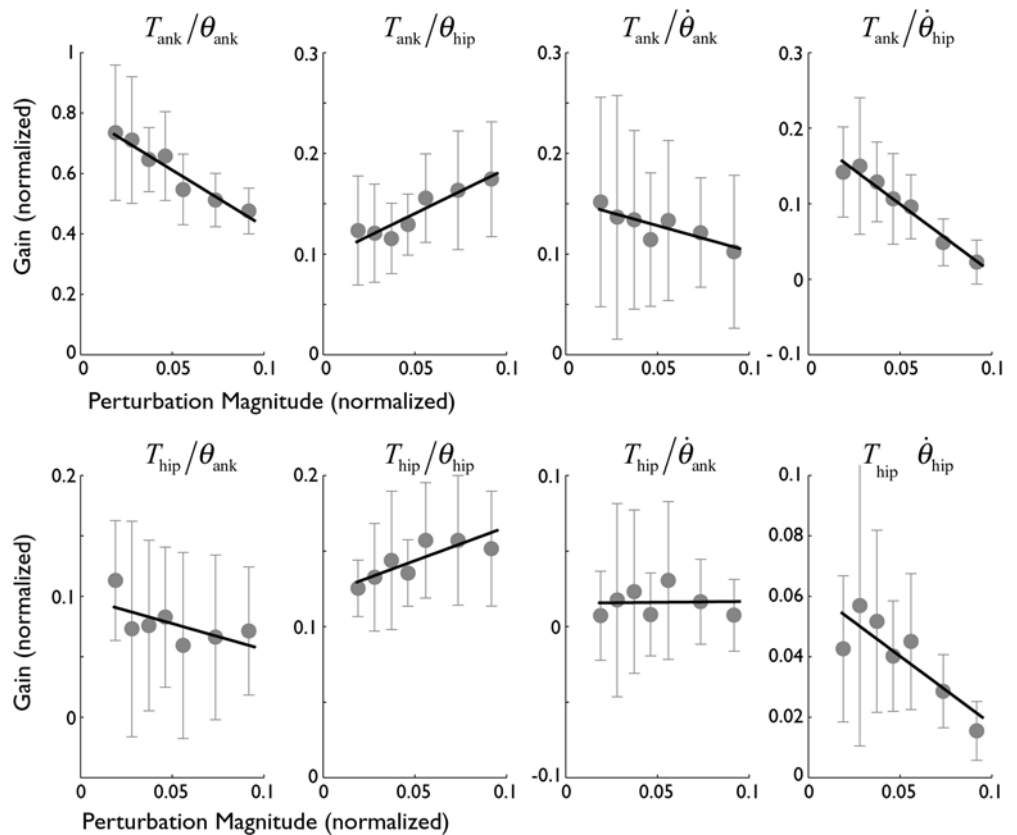 T_ank/θ_ank
T_ank/θ_hip
T_ank/θ̇_ank
T_ank/θ̇_hip
Gain (normalized)
1
0.8
0.6
0.4
0.2
0
0 0.05 0.1
0.3
0.2
0.1
0
0 0.05 0.1
0.3
0.2
0.1
0
0 0.05 0.1
0.3
0.2
0.1
0
- 0.1
0 0.05 0.1
Perturbation Magnitude (normalized)
T_hip/θ_ank
T_hip/θ_hip
T_hip/θ̇_ank
T_hip θ̇_hip
Gain (normalized)
0.2
0.1
0
0 0.05 0.1
0.2
0.1
0
0 0.05 0.1
0.1
0
-0.1
0 0.05 0.1
0.1
0.08
0.06
0.04
0.02
0
0 0.05 0.1
Perturbation Magnitude (normalized)